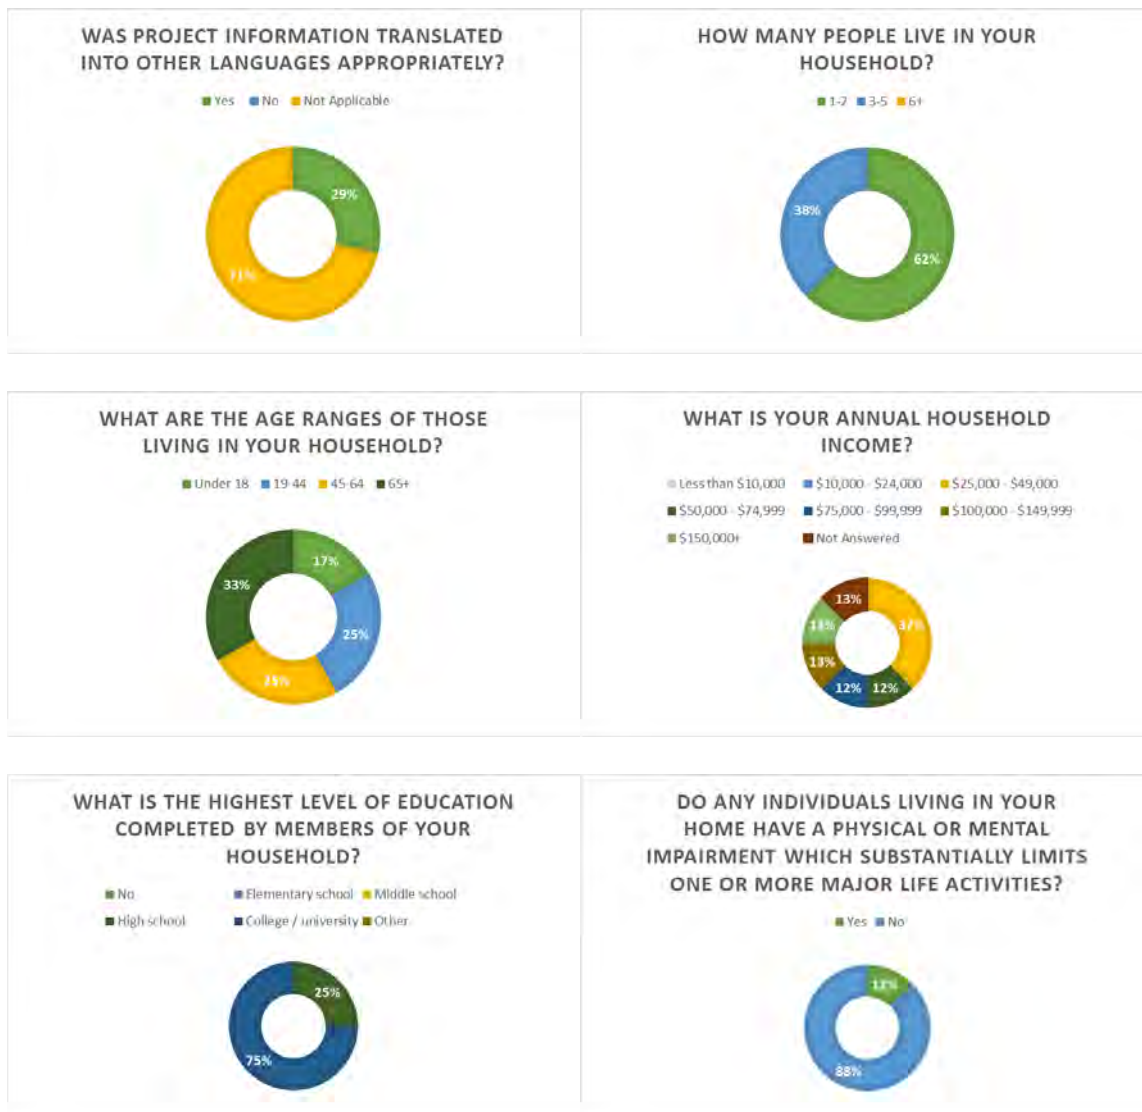 WAS PROJECT INFORMATION TRANSLATED
INTO OTHER LANGUAGES APPROPRIATELY?
Yes No Not Applicable
29%
71%
HOW MANY PEOPLE LIVE IN YOUR
HOUSEHOLD?
1-2 3-5 6+
38%
62%
WHAT ARE THE AGE RANGES OF THOSE
LIVING IN YOUR HOUSEHOLD?
Under 18 19-44 45-64 65+
17%
33%
25%
25%
WHAT IS YOUR ANNUAL HOUSEHOLD
INCOME?
Less than $10,000 $10,000 - $24,000 $25,000 - $49,000
$50,000 - $74,999 $75,000 - $99,999 $100,000 - $149,999
$150,000+ Not Answered
13%
13% 37%
13%
12% 12%
WHAT IS THE HIGHEST LEVEL OF EDUCATION
COMPLETED BY MEMBERS OF YOUR
HOUSEHOLD?
No Elementary school Middle school
High school College / university Other
25%
75%
DO ANY INDIVIDUALS LIVING IN YOUR
HOME HAVE A PHYSICAL OR MENTAL
IMPAIRMENT WHICH SUBSTANTIALLY LIMITS
ONE OR MORE MAJOR LIFE ACTIVITIES?
Yes No
12%
88%